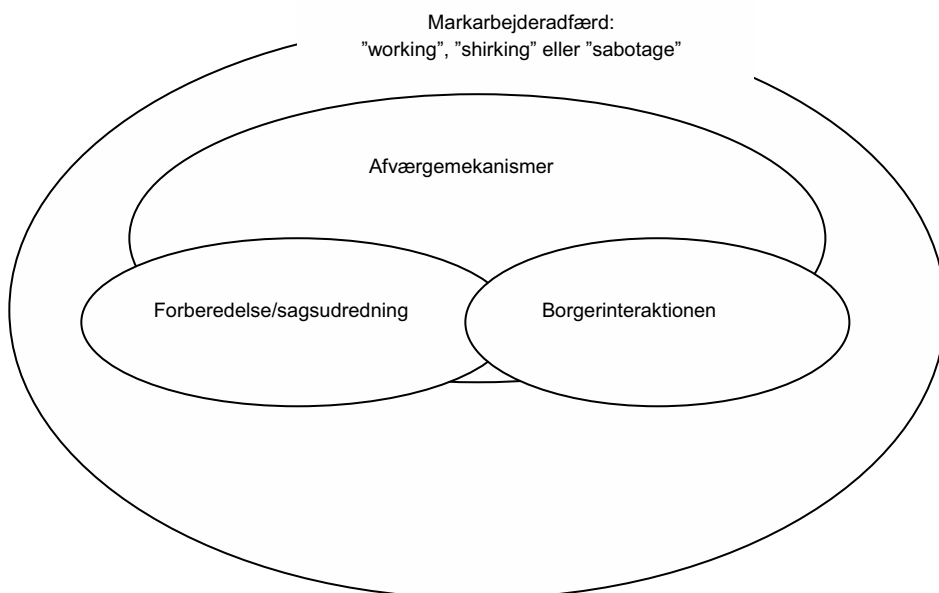 Markarbejderadfærd:
”working”, ”shirking” eller ”sabotage”
Afværgemekanismer
Forberedelse/sagsudredning
Borgerinteraktionen